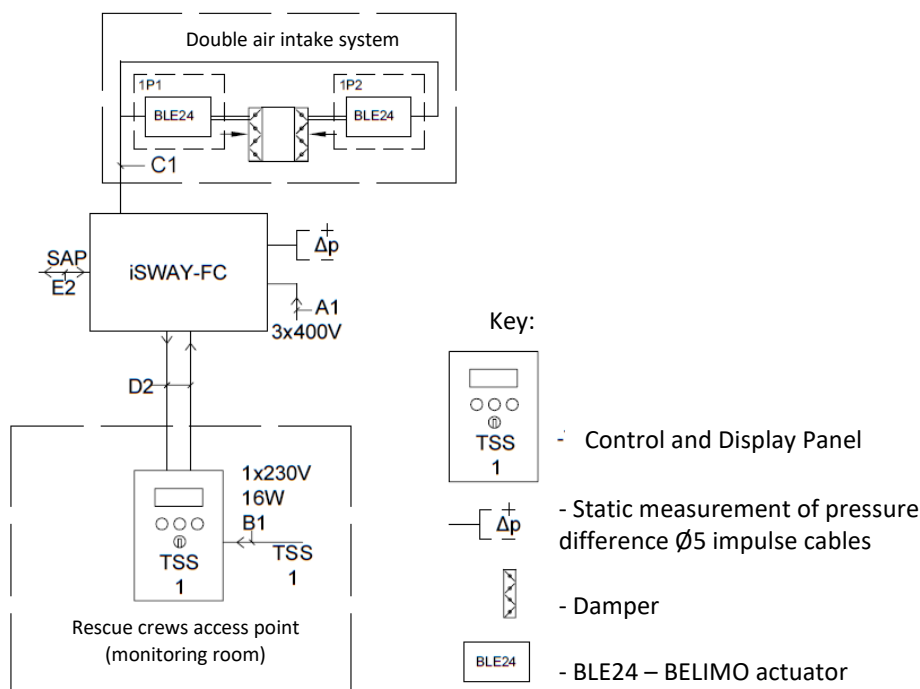 Double air intake system
1P1
1P2
BLE24
BLE24
C1
SAP
E2
iSWAY-FC
+
Δp
−
A1
3x400V
D2
1x230V
16W
B1
TSS
1
TSS
1
Rescue crews access point
(monitoring room)
Key:
TSS
1
- Control and Display Panel
+
Δp
−
- Static measurement of pressure
difference Ø5 impulse cables
- Damper
BLE24
- BLE24 – BELIMO actuator